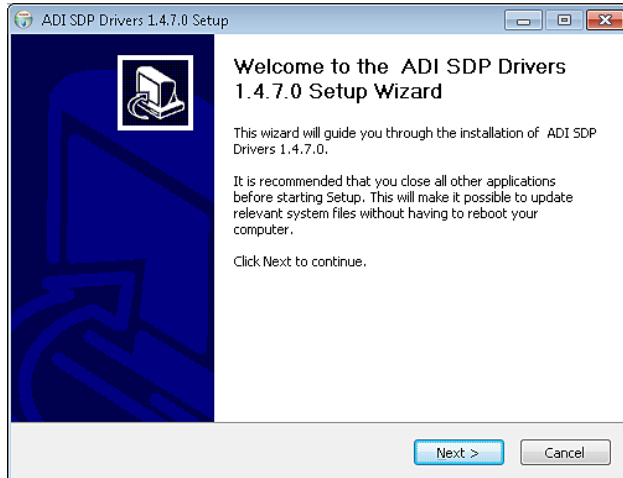 ADI SDP Drivers 1.4.7.0 Setup
Welcome to the ADI SDP Drivers
1.4.7.0 Setup Wizard
This wizard will guide you through the installation of ADI SDP
Drivers 1.4.7.0.
It is recommended that you close all other applications
before starting Setup. This will make it possible to update
relevant system files without having to reboot your
computer.
Click Next to continue.
Next >
Cancel